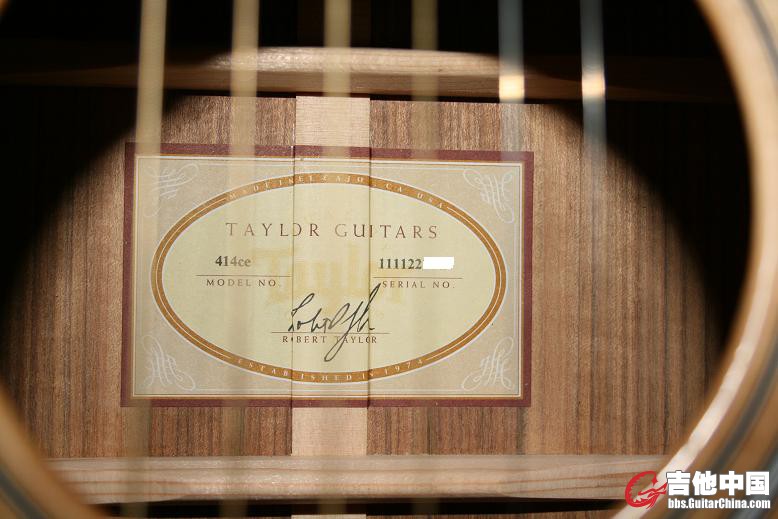 MADE IN EL CAJON, CA USA
TAYLOR GUITARS
414ce
111122
MODEL NO.
SERIAL NO.
ROBERT TAYLOR
ESTABLISHED IN 1974
吉他中国
bbs.GuitarChina.com